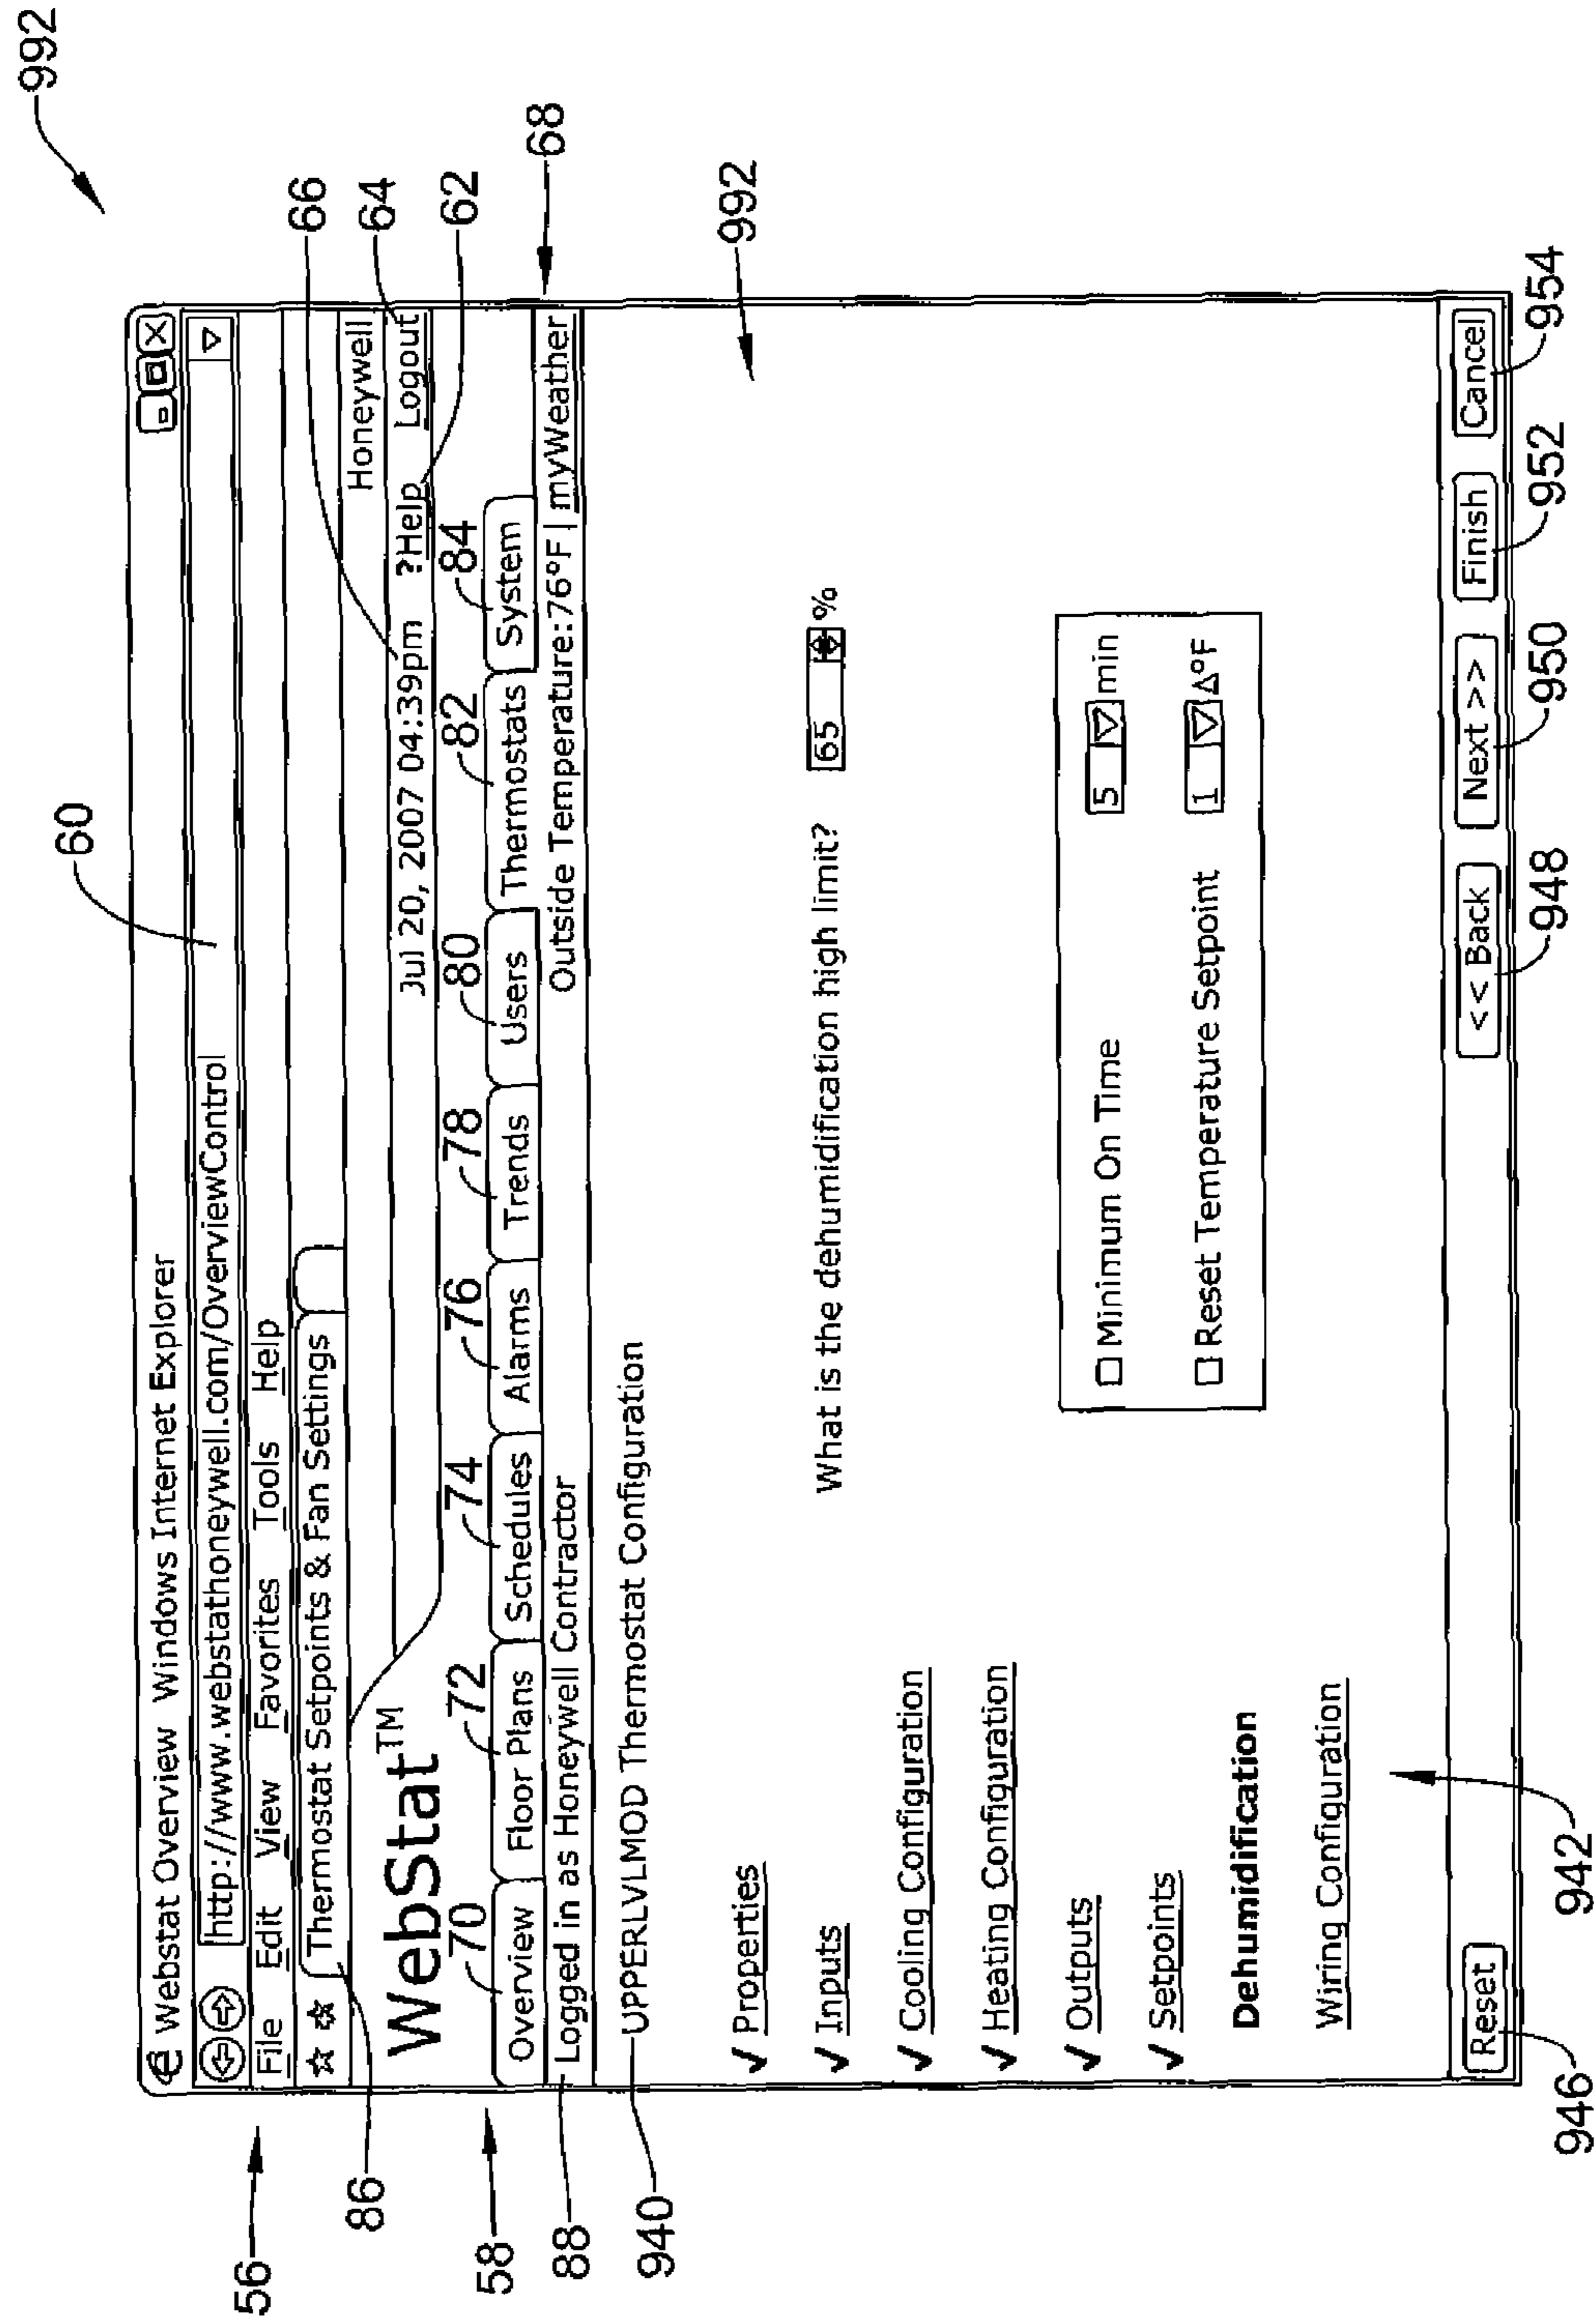 992
60
66
64
62
68
56
Webstat Overview Windows Internet Explorer
http://www.webstathoneywell.com/OverviewControl
File Edit View Favorites Tools Help
Thermostat Setpoints & Fan Settings
86
Honeywell
WebStat™
Jul 20, 2007 04:39pm ?Help Logout
58
70 72 74 76 78 80 82 84
Overview Floor Plans Schedules Alarms Trends Users Thermostats System
88
Logged in as Honeywell Contractor Outside Temperature:76°F | myWeather
940
UPPERLVLMOD Thermostat Configuration
992
✓ Properties
✓ Inputs
✓ Cooling Configuration
✓ Heating Configuration
✓ Outputs
✓ Setpoints
Dehumidification
Wiring Configuration
942
What is the dehumidification high limit? 65 %
Minimum On Time 5 min
Reset Temperature Setpoint 1 Δ°F
Reset << Back Next >> Finish Cancel
946 948 950 952 954